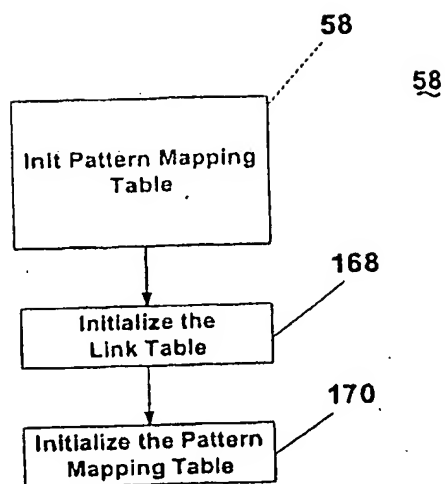 58
58
Init Pattern Mapping
Table
168
Initialize the
Link Table
170
Initialize the Pattern
Mapping Table